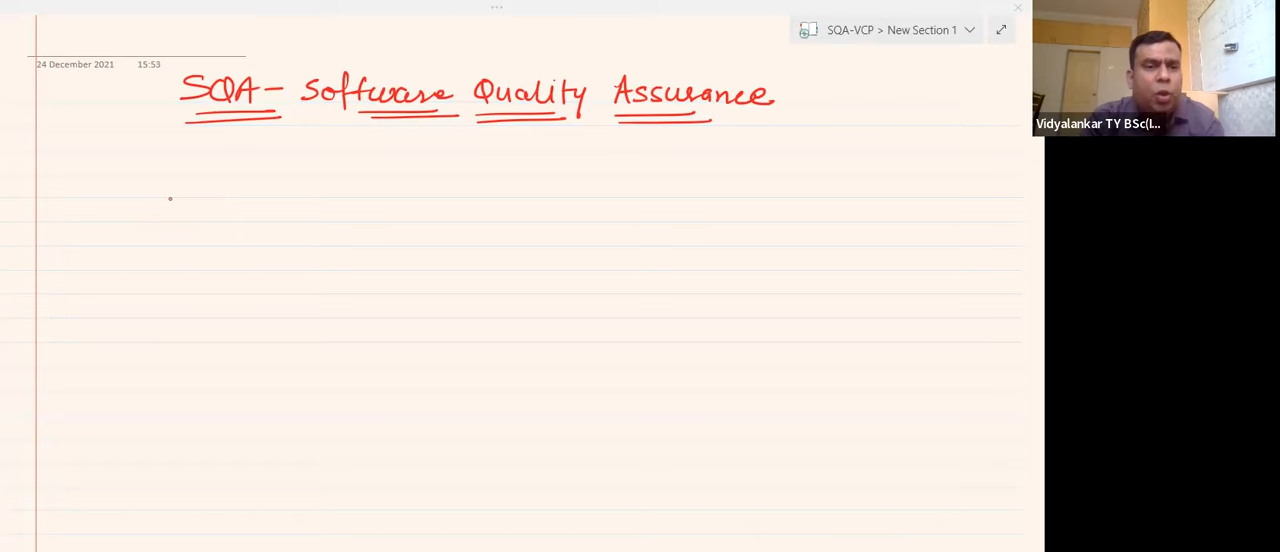 SQA-VCP > New Section 1
24 December 2021 15:53
SQA - Software Quality Assurance
Vidyalankar TY BSc(I...